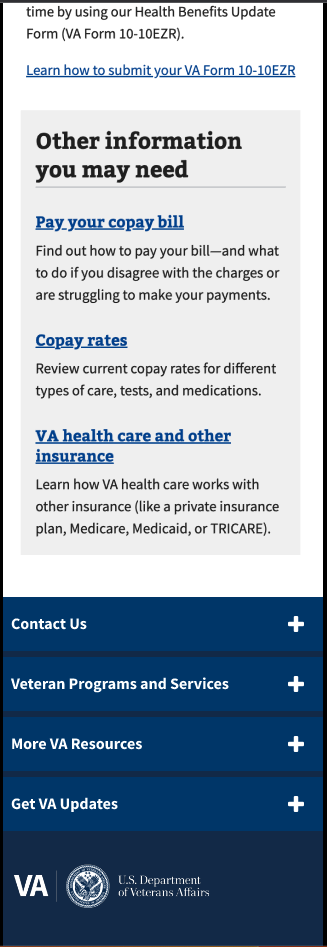 time by using our Health Benefits Update
Form (VA Form 10-10EZR).
Learn how to submit your VA Form 10-10EZR
Other information
you may need
Pay your copay bill
Find out how to pay your bill—and what
to do if you disagree with the charges or
are struggling to make your payments.
Copay rates
Review current copay rates for different
types of care, tests, and medications.
VA health care and other
insurance
Learn how VA health care works with
other insurance (like a private insurance
plan, Medicare, Medicaid, or TRICARE).
Contact Us
Veteran Programs and Services
More VA Resources
Get VA Updates
VA
U.S. Department
of Veterans Affairs